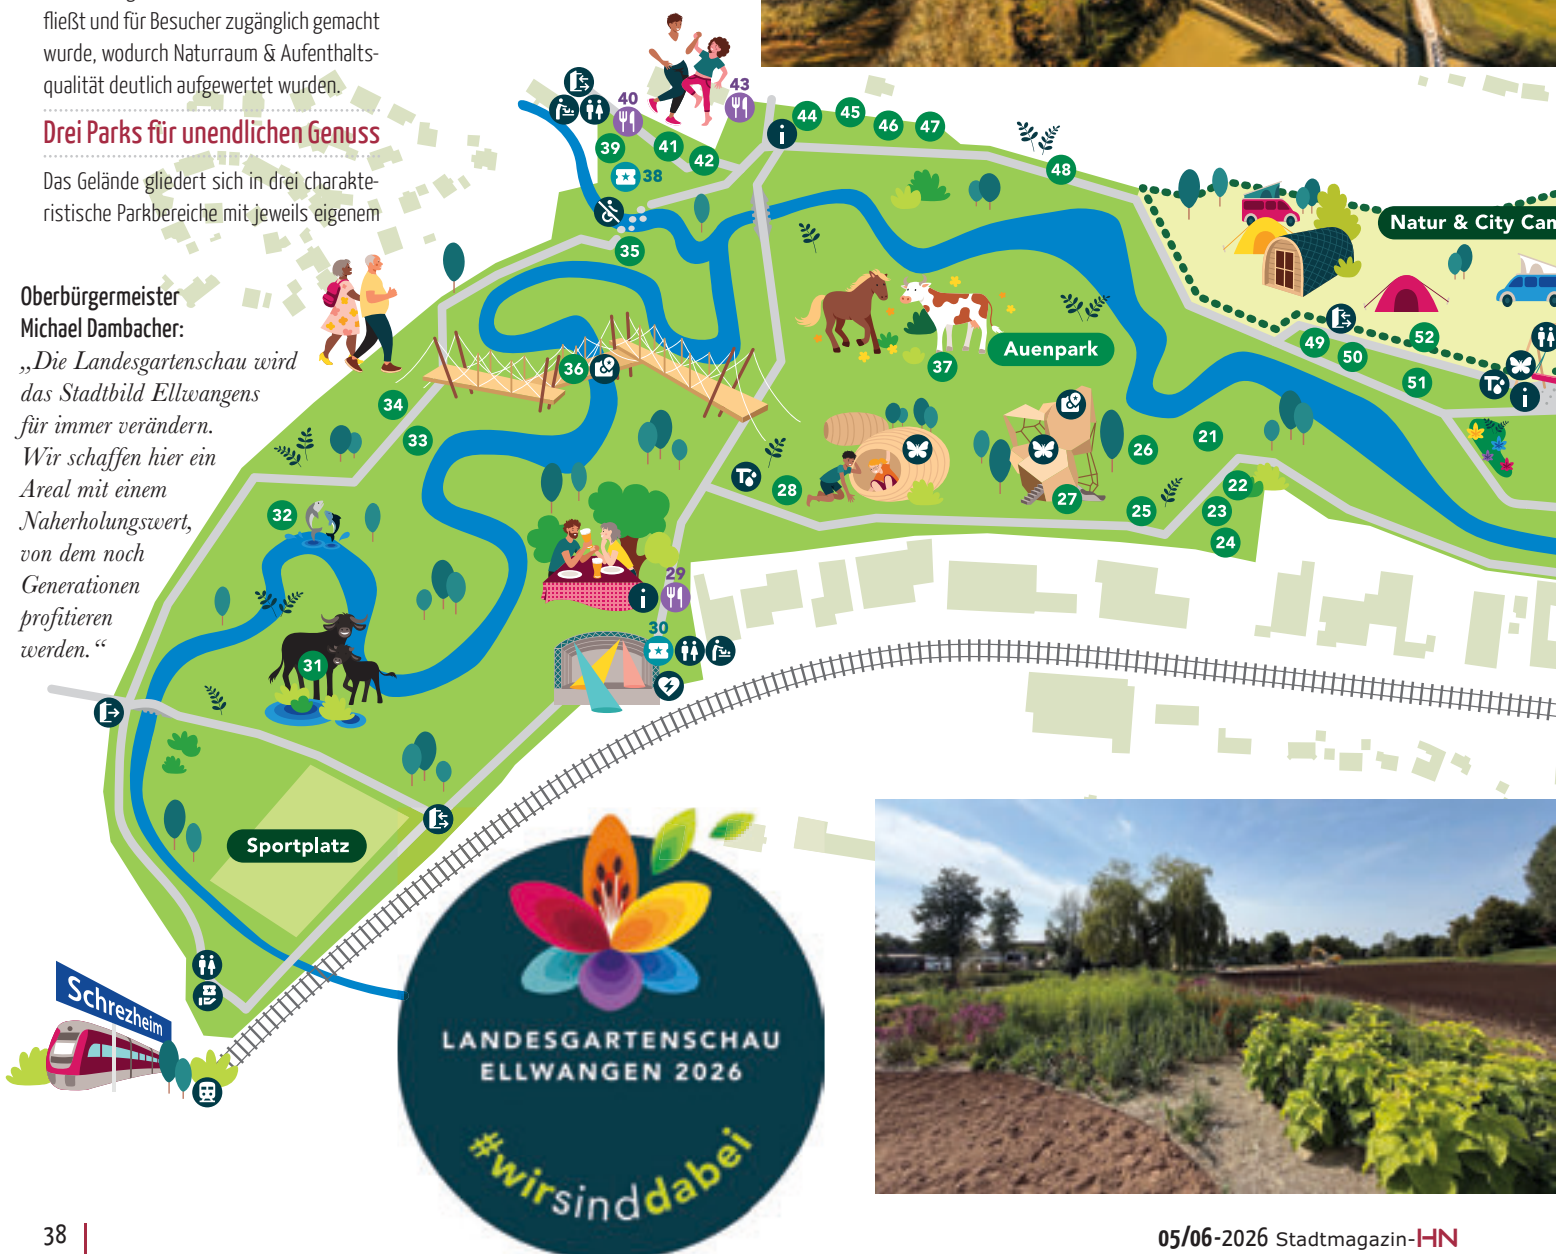 fließt und für Besucher zugänglich gemacht
wurde, wodurch Naturraum & Aufenthalts-
qualität deutlich aufgewertet wurden.
Drei Parks für unendlichen Genuss
Das Gelände gliedert sich in drei charakte-
ristische Parkbereiche mit jeweils eigenem
Oberbürgermeister
Michael Dambacher:
„Die Landesgartenschau wird
das Stadtbild Ellwangens
für immer verändern.
Wir schaffen hier ein
Areal mit einem
Naherholungswert,
von dem noch
Generationen
profitieren
werden.“
40
43
44
45
46
47
39
41
42
38
48
35
Natur & City Cam
36
37
Auenpark
49
50
52
51
34
33
32
28
26
21
27
25
22
23
24
29
30
31
Sportplatz
Schrezheim
LANDESGARTENSCHAU
ELLWANGEN 2026
#wirsinddabei
38
05/06-2026 Stadtmagazin-HN